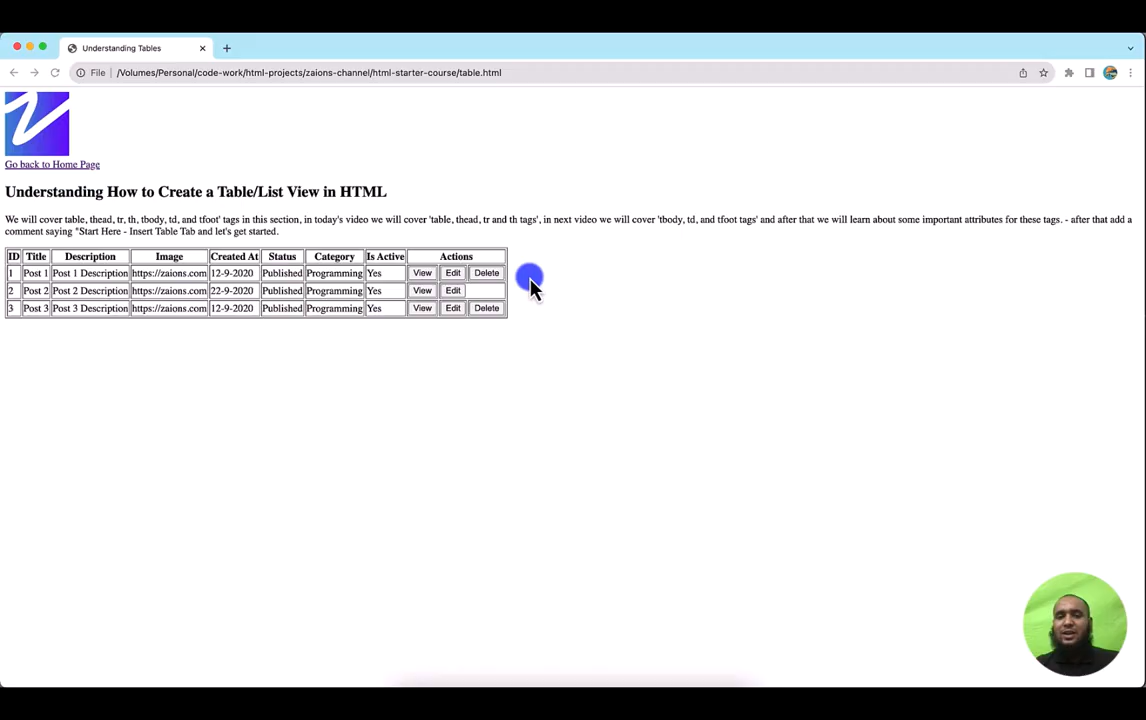 Understanding Tables
File /Volumes/Personal/code-work/html-projects/zaions-channel/html-starter-course/table.html
Go back to Home Page
Understanding How to Create a Table/List View in HTML
We will cover table, thead, tr, th, tbody, td, and tfoot' tags in this section, in today's video we will cover 'table, thead, tr and th tags', in next video we will cover 'tbody, td, and tfoot tags' and after that we will learn about some important attributes for these tags. - after that add a
comment saying "Start Here - Insert Table Tab and let's get started.
ID Title Description Image Created At Status Category Is Active Actions
1 Post 1 Post 1 Description https://zaions.com 12-9-2020 Published Programming Yes View Edit Delete
2 Post 2 Post 2 Description https://zaions.com 22-9-2020 Published Programming Yes View Edit
3 Post 3 Post 3 Description https://zaions.com 12-9-2020 Published Programming Yes View Edit Delete